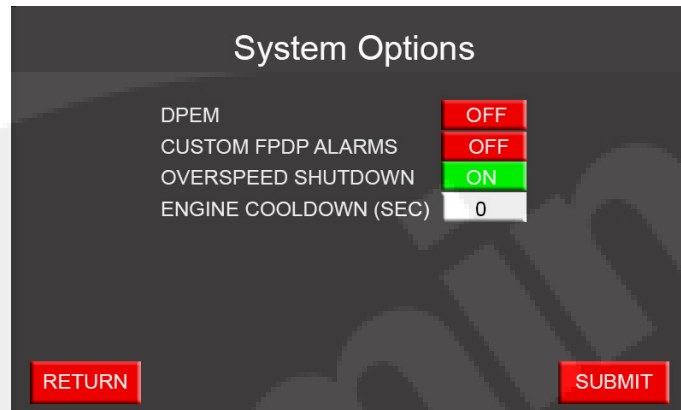 System Options
DPEM OFF
CUSTOM FPDP ALARMS OFF
OVERSPEED SHUTDOWN ON
ENGINE COOLDOWN (SEC) 0
RETURN SUBMIT